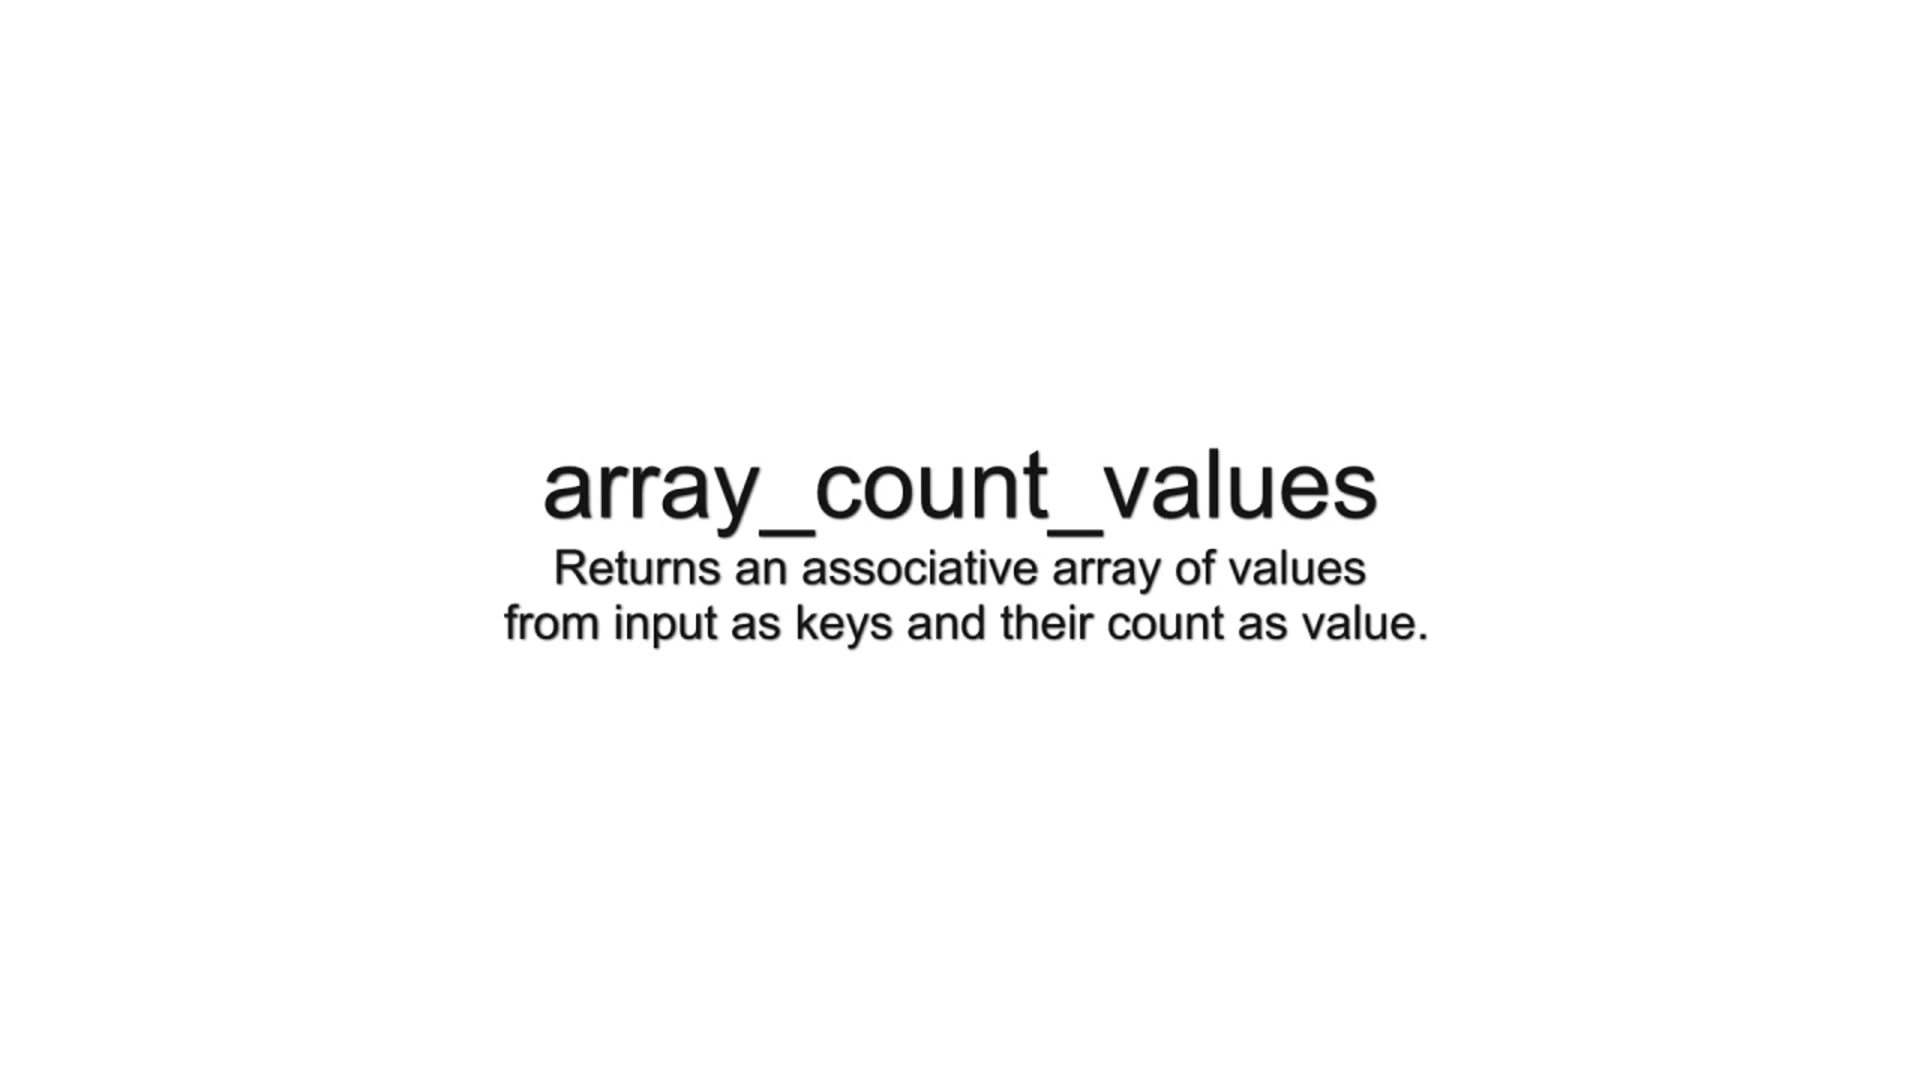 array_count_values
Returns an associative array of values
from input as keys and their count as value.